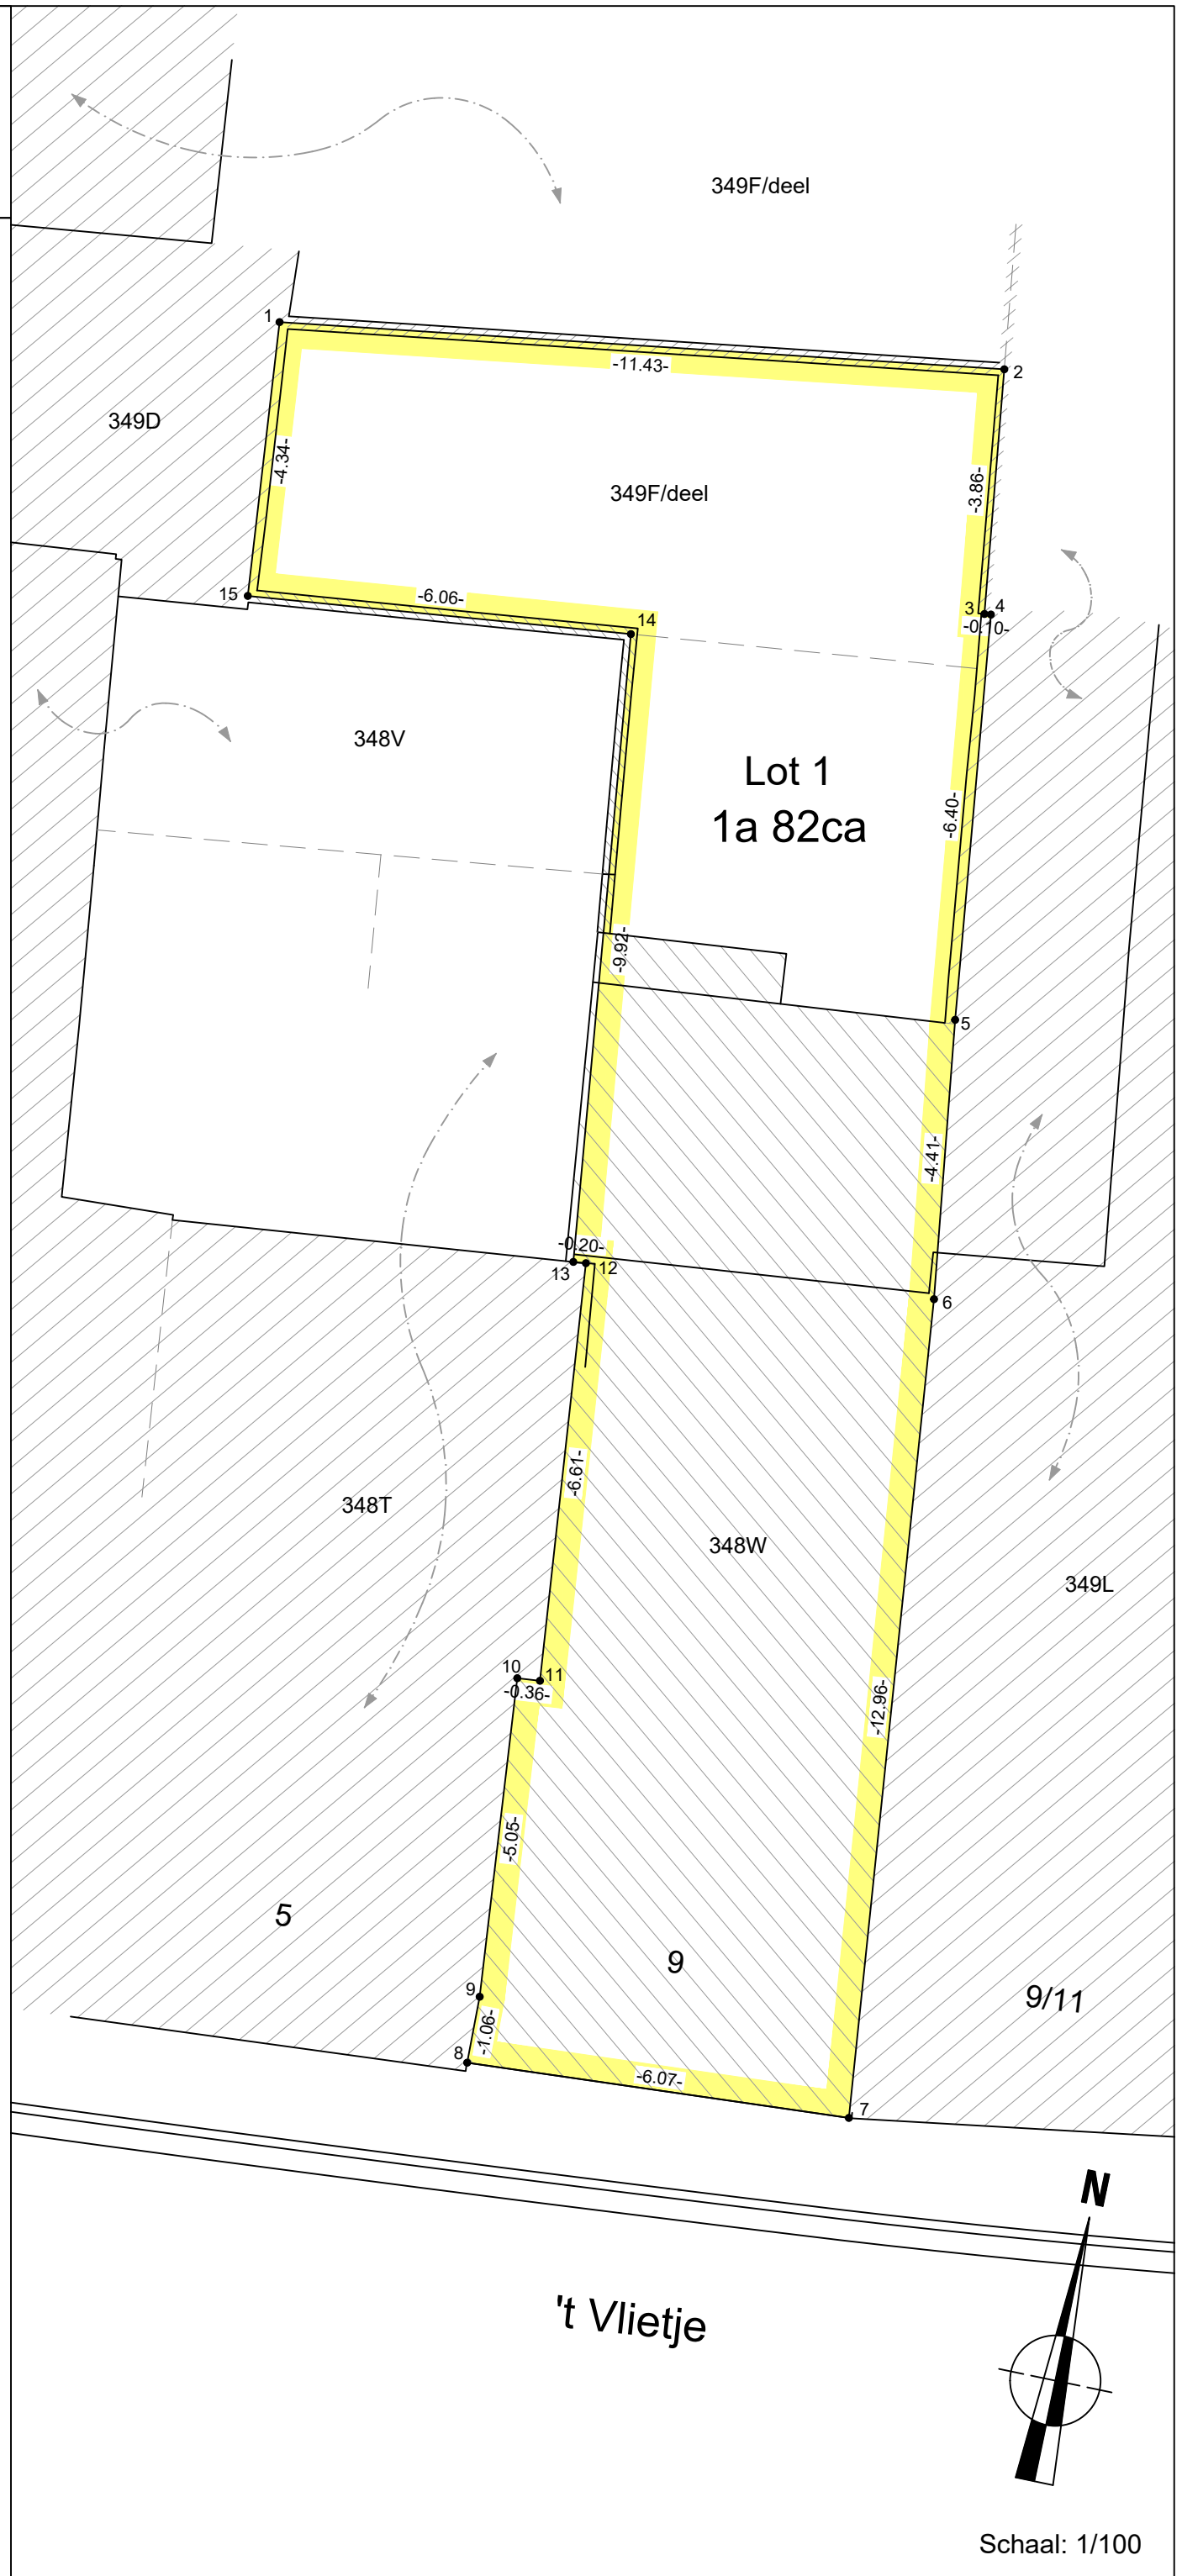 349F/deel
1
2
-11.43-
349D
-4.34-
349F/deel
-3.86-
15
-6.06-
14
3
4
-0.10-
348V
Lot 1
1a 82ca
-6.40-
-9.92-
5
-4.41-
-0.20-
13
12
6
-6.61-
348T
348W
349L
10
11
-0.36-
-12.96-
-5.05-
5
9
9/11
9
-1.06-
8
-6.07-
7
N
't Vlietje
Schaal: 1/100